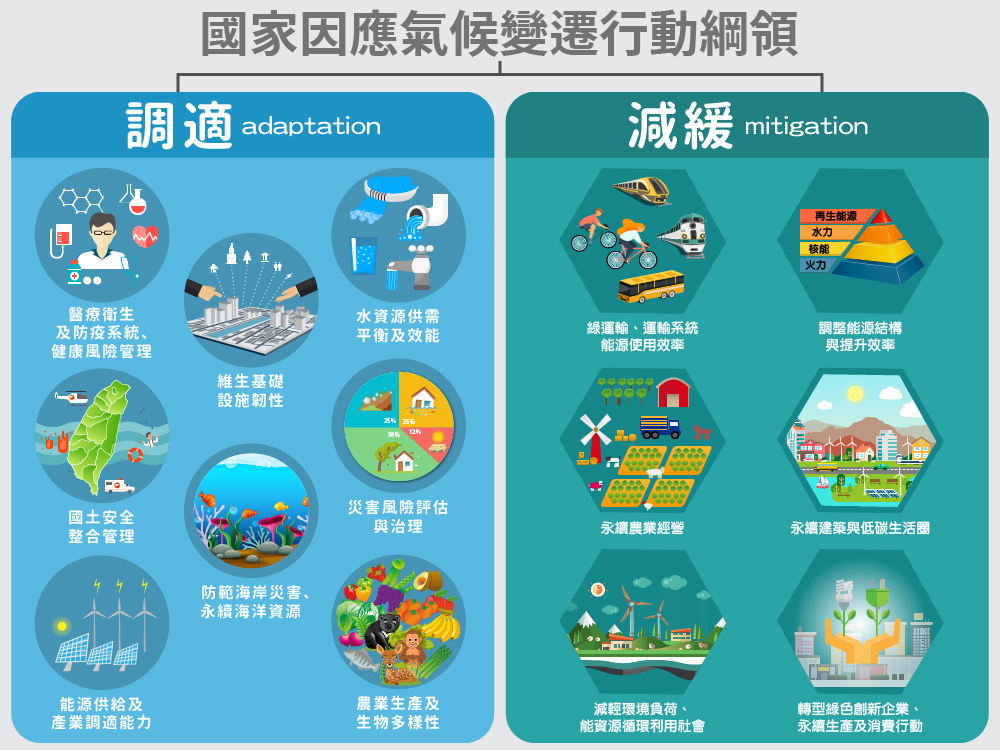 國家因應氣候變遷行動綱領
調適 adaptation
醫療衛生
及防疫系統、
健康風險管理
維生基礎
設施韌性
水資源供需
平衡及效能
國土安全
整合管理
25% 25%
12%
38%
災害風險評估
與治理
防範海岸災害、
永續海洋資源
能源供給及
產業調適能力
農業生產及
生物多樣性
減緩 mitigation
綠運輸、運輸系統
能源使用效率
再生能源
水力
核能
火力
調整能源結構
與提升效率
永續農業經營
永續建築與低碳生活圈
減輕環境負荷、
能資源循環利用社會
轉型綠色創新企業、
永續生產及消費行動